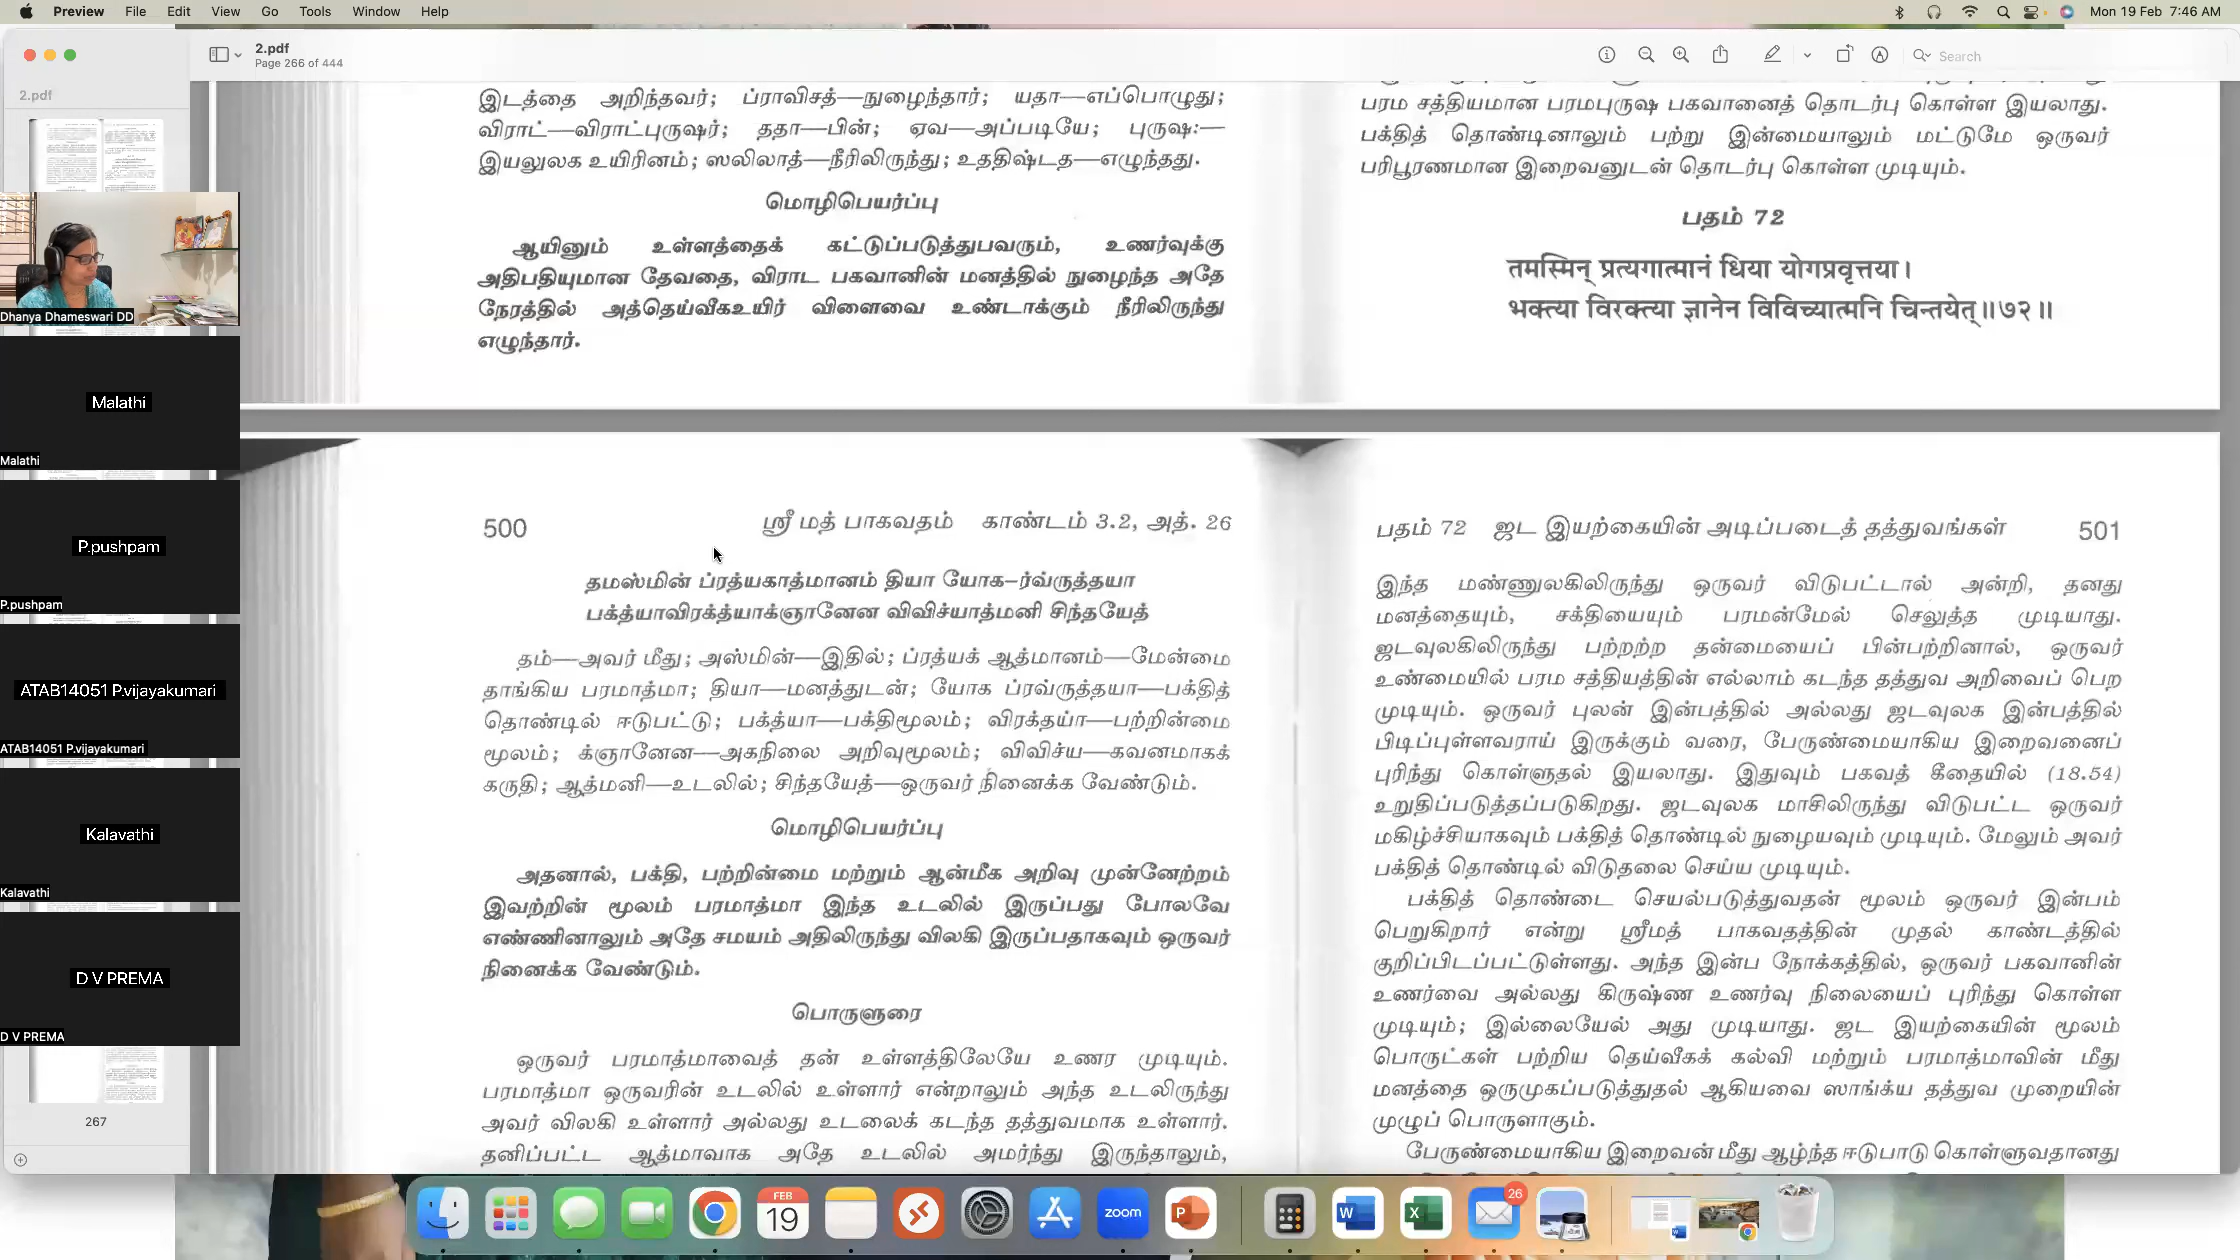 Preview File Edit View Go Tools Window Help
Mon 19 Feb 7:46 AM
2.pdf
Page 266 of 444
Search
2.pdf
Dhanya Dhameswari DD
Malathi
Malathi
P.pushpam
P.pushpam
ATAB14051 P.vijayakumari
ATAB14051 P.vijayakumari
Kalavathi
Kalavathi
D V PREMA
D V PREMA
267
இடத்தை அறிந்தவர்; ப்ராவிசத்—நுழைந்தார்; யதா—எப்பொழுது;
விராட்—விராட்புருஷர்; ததா—பின்; ஏவ—அப்படியே; புருஷ:—
இயலுலக உயிரினம்; ஸலிலாத்—நீரிலிருந்து; உததிஷ்டத—எழுந்தது.
மொழிபெயர்ப்பு
ஆயினும் உள்ளத்தைக் கட்டுப்படுத்துபவரும், உணர்வுக்கு
அதிபதியுமான தேவதை, விராட பகவானின் மனத்தில் நுழைந்த அதே
நேரத்தில் அத்தெய்வீகஉயிர் விளைவை உண்டாக்கும் நீரிலிருந்து
எழுந்தார்.
பரம சத்தியமான பரமபுருஷ பகவானைத் தொடர்பு கொள்ள இயலாது.
பக்தித் தொண்டினாலும் பற்று இன்மையாலும் மட்டுமே ஒருவர்
பரிபூரணமான இறைவனுடன் தொடர்பு கொள்ள முடியும்.
பதம் 72
तमस्मिन् प्रत्यगात्मानं धिया योगप्रवृत्तया।
भक्त्या विरक्त्या ज्ञानेन विविच्यात्मनि चिन्तयेत्॥७२॥
500 ஸ்ரீ மத் பாகவதம் காண்டம் 3.2, அத். 26
தமஸ்மின் ப்ரத்யகாத்மானம் தியா யோக–ர்வ்ருத்தயா
பக்த்யாவிரக்த்யாக்ஞானேன விவிச்யாத்மனி சிந்தயேத்
தம்—அவர் மீது; அஸ்மின்—இதில்; ப்ரத்யக் ஆத்மானம்—மேன்மை
தாங்கிய பரமாத்மா; தியா—மனத்துடன்; யோக ப்ரவ்ருத்தயா—பக்தித்
தொண்டில் ஈடுபட்டு; பக்த்யா—பக்திமூலம்; விரக்தய்ா—பற்றின்மை
மூலம்; க்ஞானேன—அகநிலை அறிவுமூலம்; விவிச்ய—கவனமாகக்
கருதி; ஆத்மனி—உடலில்; சிந்தயேத்—ஒருவர் நினைக்க வேண்டும்.
மொழிபெயர்ப்பு
அதனால், பக்தி, பற்றின்மை மற்றும் ஆன்மீக அறிவு முன்னேற்றம்
இவற்றின் மூலம் பரமாத்மா இந்த உடலில் இருப்பது போலவே
எண்ணினாலும் அதே சமயம் அதிலிருந்து விலகி இருப்பதாகவும் ஒருவர்
நினைக்க வேண்டும்.
பொருளுரை
ஒருவர் பரமாத்மாவைத் தன் உள்ளத்திலேயே உணர முடியும்.
பரமாத்மா ஒருவரின் உடலில் உள்ளார் என்றாலும் அந்த உடலிருந்து
அவர் விலகி உள்ளார் அல்லது உடலைக் கடந்த தத்துவமாக உள்ளார்.
தனிப்பட்ட ஆத்மாவாக அதே உடலில் அமர்ந்து இருந்தாலும்,
பதம் 72 ஜட இயற்கையின் அடிப்படைத் தத்துவங்கள் 501
இந்த மண்ணுலகிலிருந்து ஒருவர் விடுபட்டால் அன்றி, தனது
மனத்தையும், சக்தியையும் பரமன்மேல் செலுத்த முடியாது.
ஜடவுலகிலிருந்து பற்றற்ற தன்மையைப் பின்பற்றினால், ஒருவர்
உண்மையில் பரம சத்தியத்தின் எல்லாம் கடந்த தத்துவ அறிவைப் பெற
முடியும். ஒருவர் புலன் இன்பத்தில் அல்லது ஜடவுலக இன்பத்தில்
பிடிப்புள்ளவராய் இருக்கும் வரை, பேருண்மையாகிய இறைவனைப்
புரிந்து கொள்ளுதல் இயலாது. இதுவும் பகவத் கீதையில் (18.54)
உறுதிப்படுத்தப்படுகிறது. ஜடவுலக மாசிலிருந்து விடுபட்ட ஒருவர்
மகிழ்ச்சியாகவும் பக்தித் தொண்டில் நுழையவும் முடியும். மேலும் அவர்
பக்தித் தொண்டில் விடுதலை செய்ய முடியும்.
பக்தித் தொண்டை செயல்படுத்துவதன் மூலம் ஒருவர் இன்பம்
பெறுகிறார் என்று ஸ்ரீமத் பாகவதத்தின் முதல் காண்டத்தில்
குறிப்பிடப்பட்டுள்ளது. அந்த இன்ப நோக்கத்தில், ஒருவர் பகவானின்
உணர்வை அல்லது கிருஷ்ண உணர்வு நிலையைப் புரிந்து கொள்ள
முடியும்; இல்லையேல் அது முடியாது. ஜட இயற்கையின் மூலம்
பொருட்கள் பற்றிய தெய்வீகக் கல்வி மற்றும் பரமாத்மாவின் மீது
மனத்தை ஒருமுகப்படுத்துதல் ஆகியவை ஸாங்க்ய தத்துவ முறையின்
முழுப் பொருளாகும்.
பேருண்மையாகிய இறைவன் மீது ஆழ்ந்த ஈடுபாடு கொள்ளுவதானது
FEB
19
zoom
26